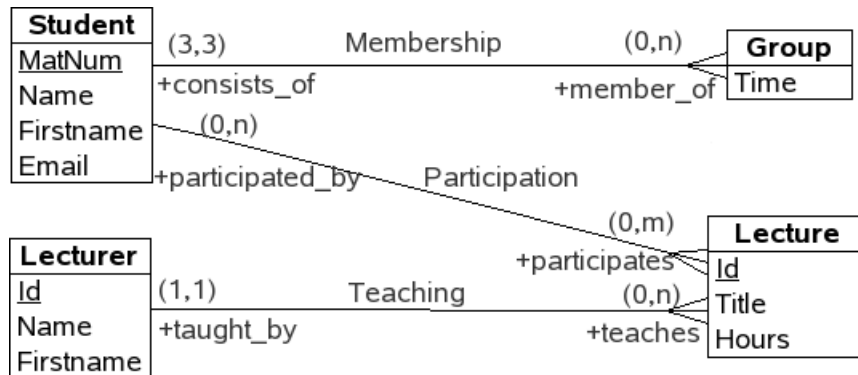 Student
MatNum
Name
Firstname
Email
(3,3)
Membership
(0,n)
+consists_of
+member_of
Group
Time
(0,n)
+participated_by
Participation
(0,m)
+participates
Lecturer
Id
Name
Firstname
(1,1)
Teaching
(0,n)
+taught_by
+teaches
Lecture
Id
Title
Hours